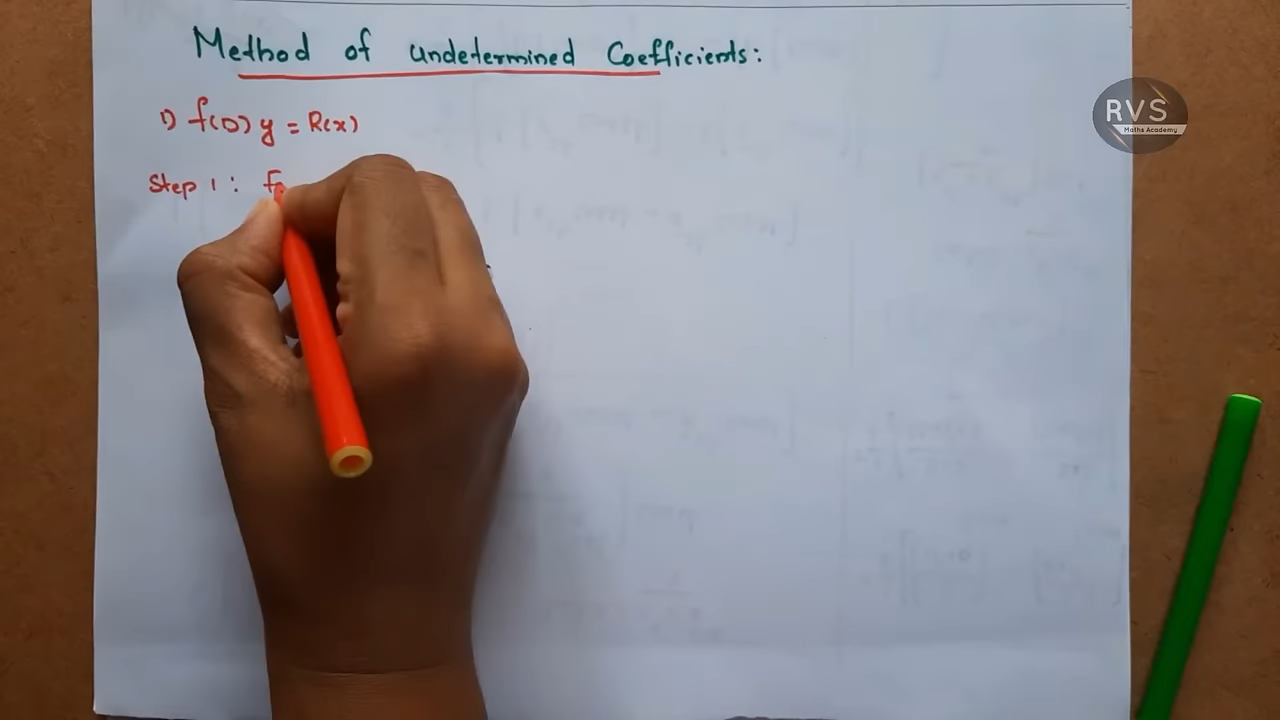 Method of undetermined Coefficients:
1) f(D) y = R(x)
Step 1 :
RVS
Maths Academy